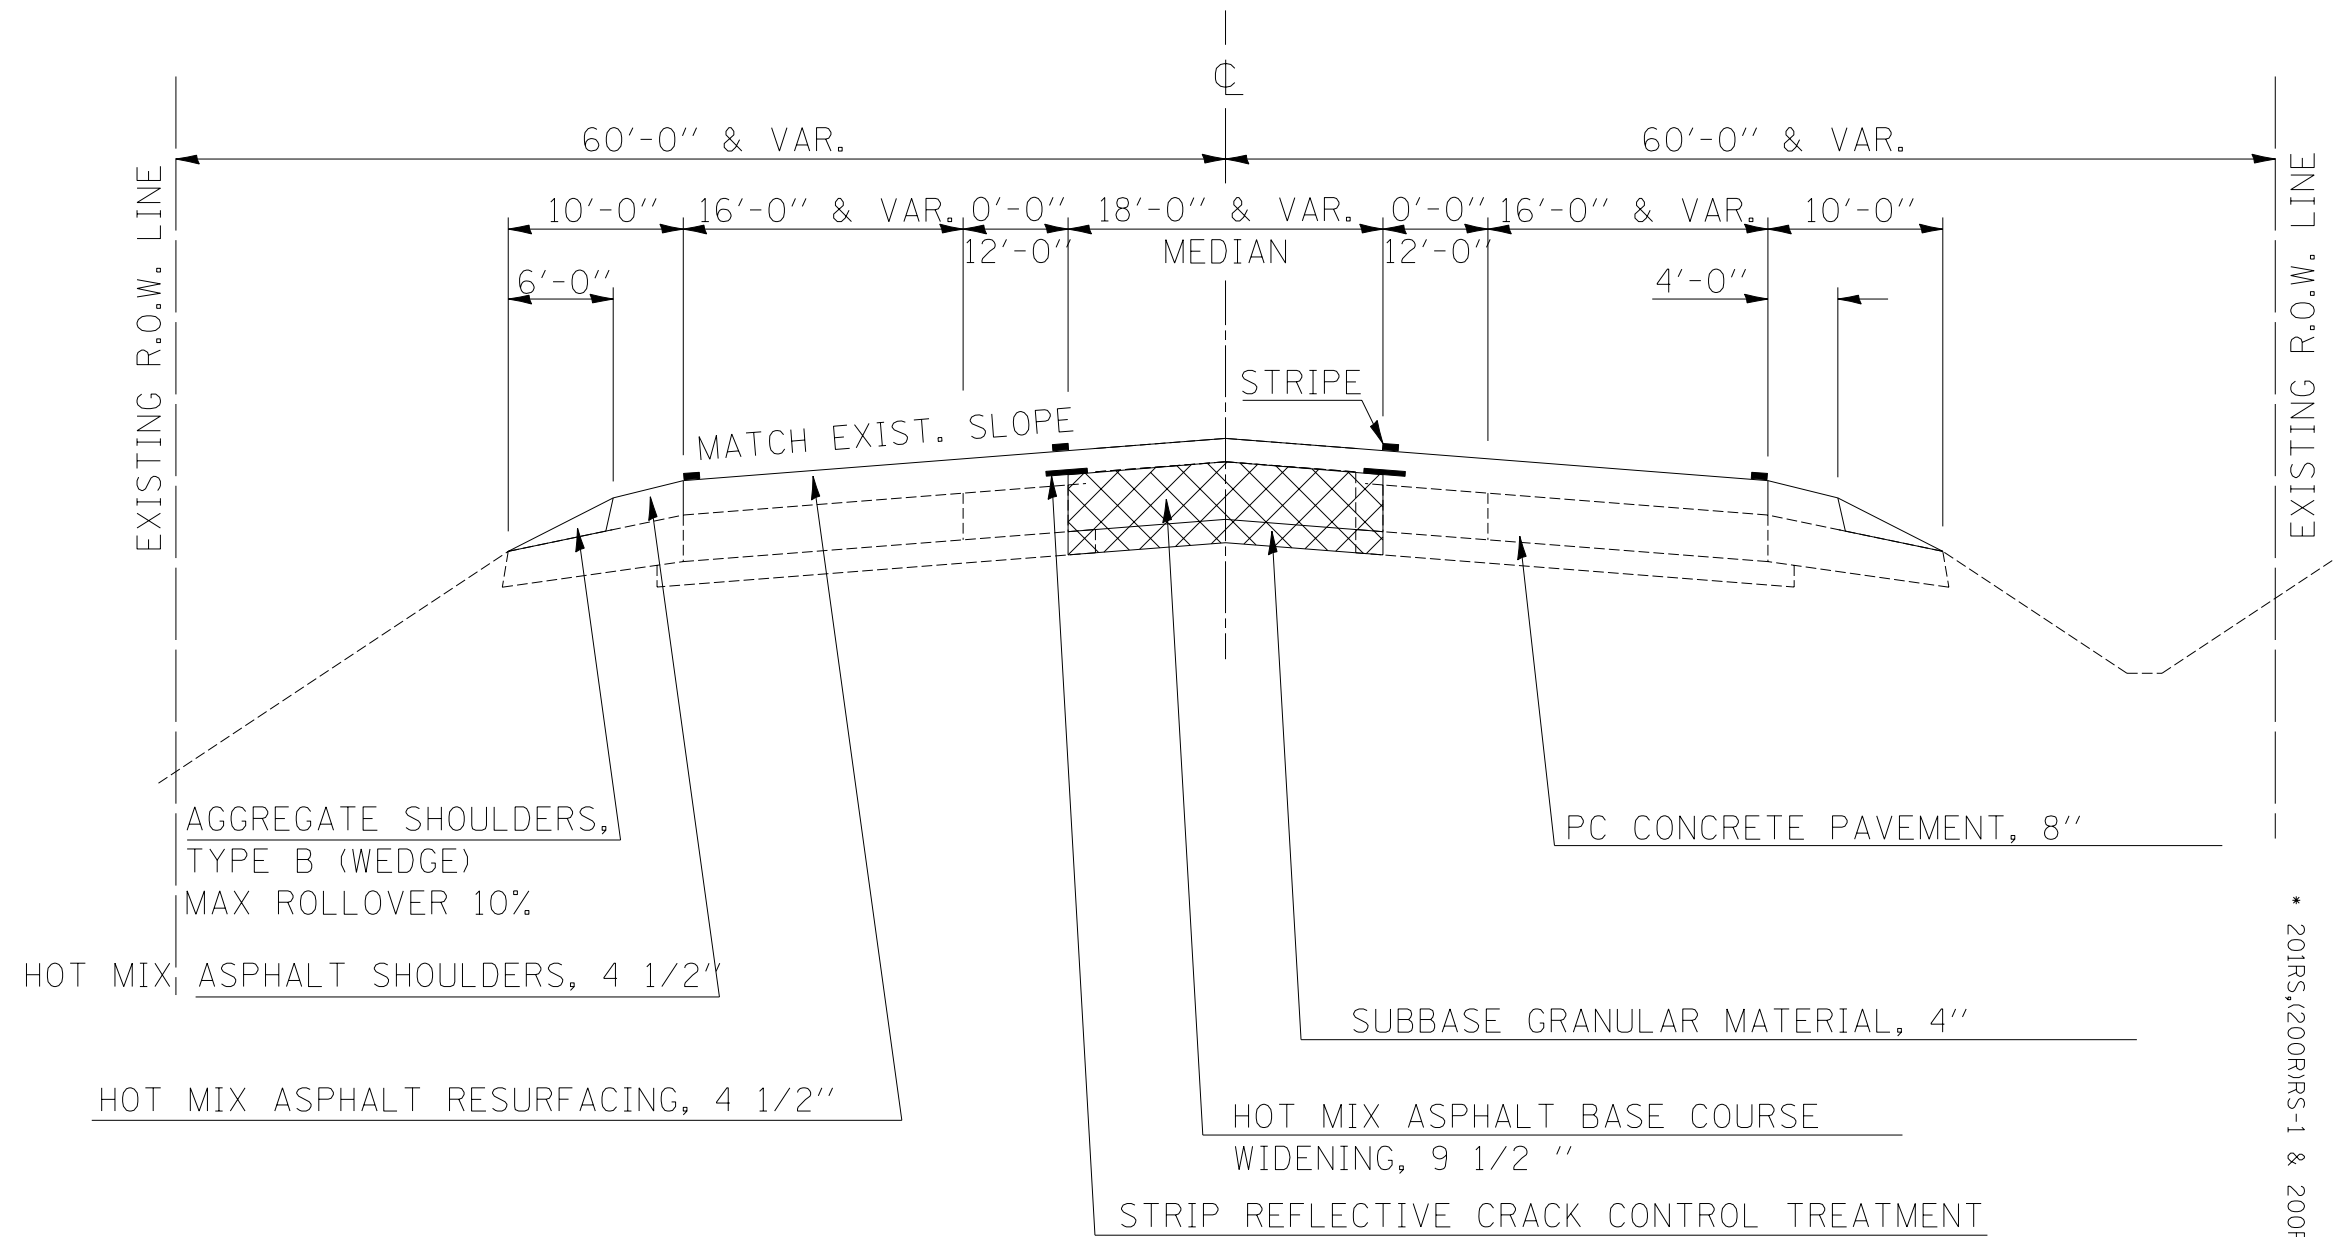 ℄
60'-0" & VAR.
60'-0" & VAR.
EXISTING R.O.W. LINE
EXISTING R.O.W. LINE
10'-0"
16'-0" & VAR.
0'-0"
12'-0"
18'-0" & VAR.
MEDIAN
0'-0"
12'-0"
16'-0" & VAR.
10'-0"
6'-0"
4'-0"
STRIPE
MATCH EXIST. SLOPE
AGGREGATE SHOULDERS,
TYPE B (WEDGE)
MAX ROLLOVER 10%
PC CONCRETE PAVEMENT, 8"
HOT MIX ASPHALT SHOULDERS, 4 1/2"
SUBBASE GRANULAR MATERIAL, 4"
HOT MIX ASPHALT RESURFACING, 4 1/2"
HOT MIX ASPHALT BASE COURSE
WIDENING, 9 1/2 "
STRIP REFLECTIVE CRACK CONTROL TREATMENT
* 201RS,(200R)RS-1 & 200